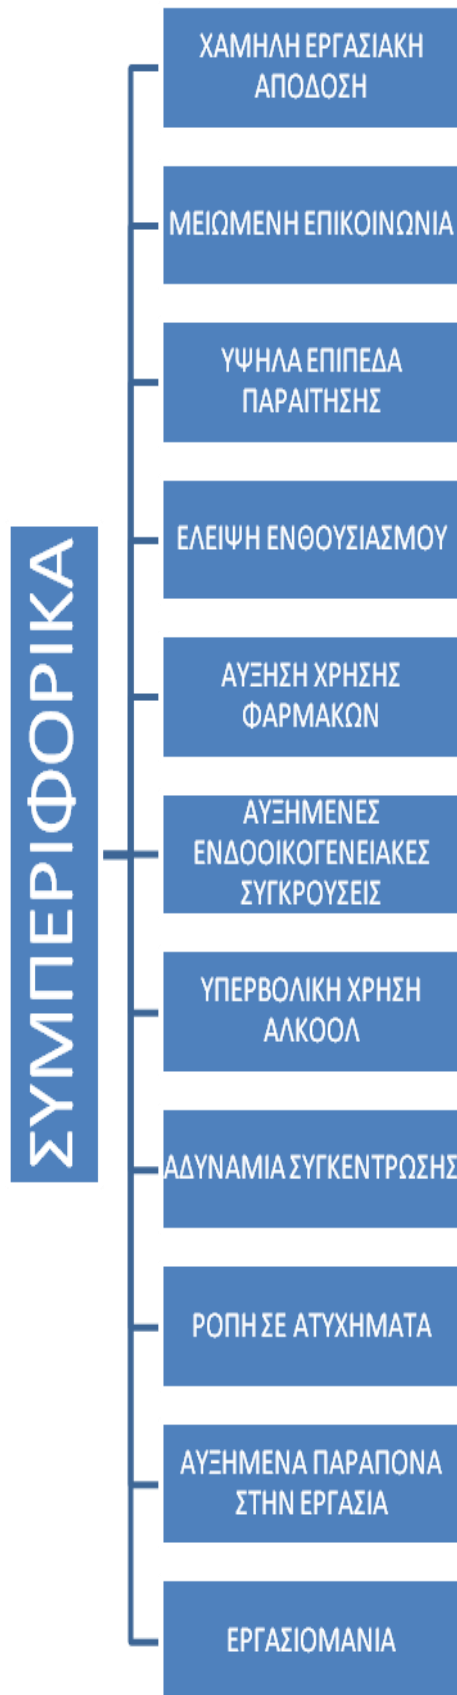 ΣΥΜΠΕΡΙΦΟΡΙΚΑ
ΧΑΜΗΛΗ ΕΡΓΑΣΙΑΚΗ
ΑΠΟΔΟΣΗ
ΜΕΙΩΜΕΝΗ ΕΠΙΚΟΙΝΩΝΙΑ
ΥΨΗΛΑ ΕΠΙΠΕΔΑ
ΠΑΡΑΙΤΗΣΗΣ
ΕΛΕΙΨΗ ΕΝΘΟΥΣΙΑΣΜΟΥ
ΑΥΞΗΣΗ ΧΡΗΣΗΣ
ΦΑΡΜΑΚΩΝ
ΑΥΞΗΜΕΝΕΣ
ΕΝΔΟΟΙΚΟΓΕΝΕΙΑΚΕΣ
ΣΥΓΚΡΟΥΣΕΙΣ
ΥΠΕΡΒΟΛΙΚΗ ΧΡΗΣΗ
ΑΛΚΟΟΛ
ΑΔΥΝΑΜΙΑ ΣΥΓΚΕΝΤΡΩΣΗΣ
ΡΟΠΗ ΣΕ ΑΤΥΧΗΜΑΤΑ
ΑΥΞΗΜΕΝΑ ΠΑΡΑΠΟΝΑ
ΣΤΗΝ ΕΡΓΑΣΙΑ
ΕΡΓΑΣΙΟΜΑΝΙΑ